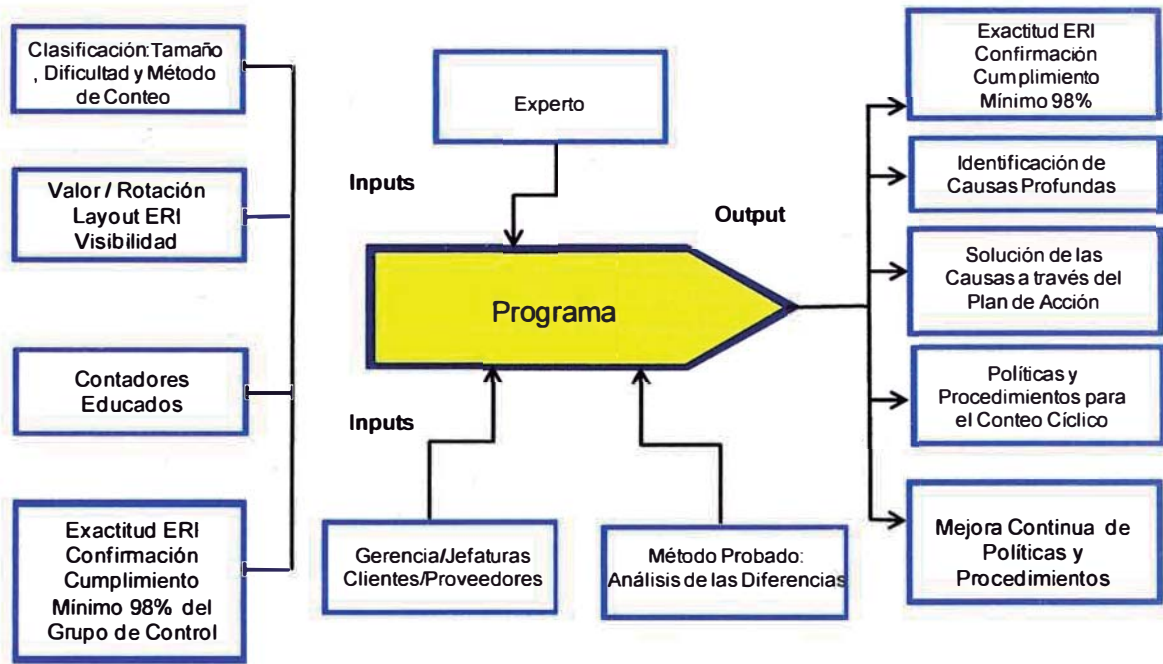 Clasificación:Tamaño
, Dificultad y Método
de Conteo
Valor / Rotación
Layout ERI
Visibilidad
Contadores
Educados
Exactitud ERI
Confirmación
Cumplimiento
Mínimo 98% del
Grupo de Control
Experto
Inputs
Output
Programa
Inputs
Gerencia/Jefaturas
Clientes/Proveedores
Método Probado:
Análisis de las Diferencias
Exactitud ERI
Confirmación
Cumplimiento
Mínimo 98%
Identificación de
Causas Profundas
Solución de las
Causas a través del
Plan de Acción
Políticas y
Procedimientos para
el Conteo Cíclico
Mejora Continua de
Políticas y
Procedimientos